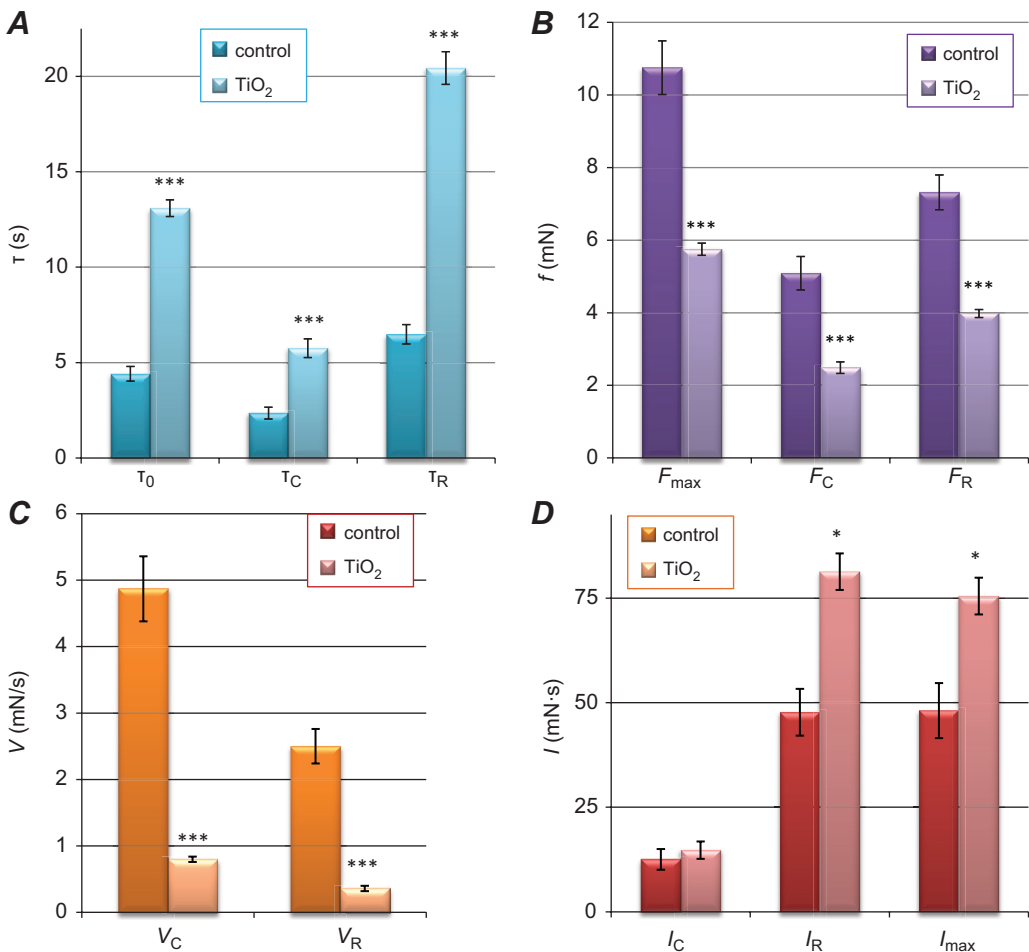 A
τ (s)
20
15
10
5
0
control
TiO₂
***
***
***
τ₀
τC
τR
B
f (mN)
12
10
8
6
4
2
0
control
TiO₂
***
***
***
Fmax
FC
FR
C
V (mN/s)
6
5
4
3
2
1
0
control
TiO₂
***
***
VC
VR
D
I (mN·s)
75
50
25
0
control
TiO₂
*
*
IC
IR
Imax